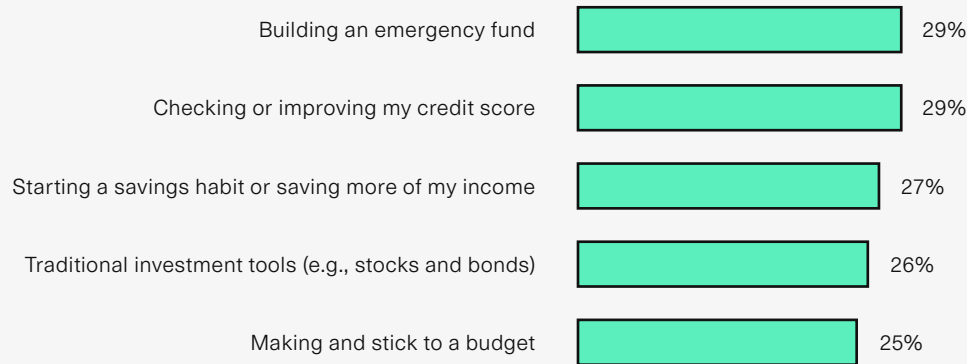 Building an emergency fund 29%
Checking or improving my credit score 29%
Starting a savings habit or saving more of my income 27%
Traditional investment tools (e.g., stocks and bonds) 26%
Making and stick to a budget 25%